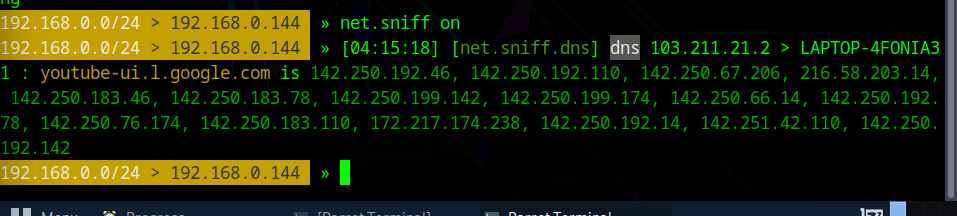 ng
192.168.0.0/24 > 192.168.0.144 » net.sniff on
192.168.0.0/24 > 192.168.0.144 » [04:15:18] [net.sniff.dns] dns 103.211.21.2 > LAPTOP-4FONIA3
1 : youtube-ui.l.google.com is 142.250.192.46, 142.250.192.110, 142.250.67.206, 216.58.203.14,
142.250.183.46, 142.250.183.78, 142.250.199.142, 142.250.199.174, 142.250.66.14, 142.250.192.
78, 142.250.76.174, 142.250.183.110, 172.217.174.238, 142.250.192.14, 142.251.42.110, 142.250.
192.142
192.168.0.0/24 > 192.168.0.144 »
Menu Progress [Parrot Terminal] Parrot Terminal